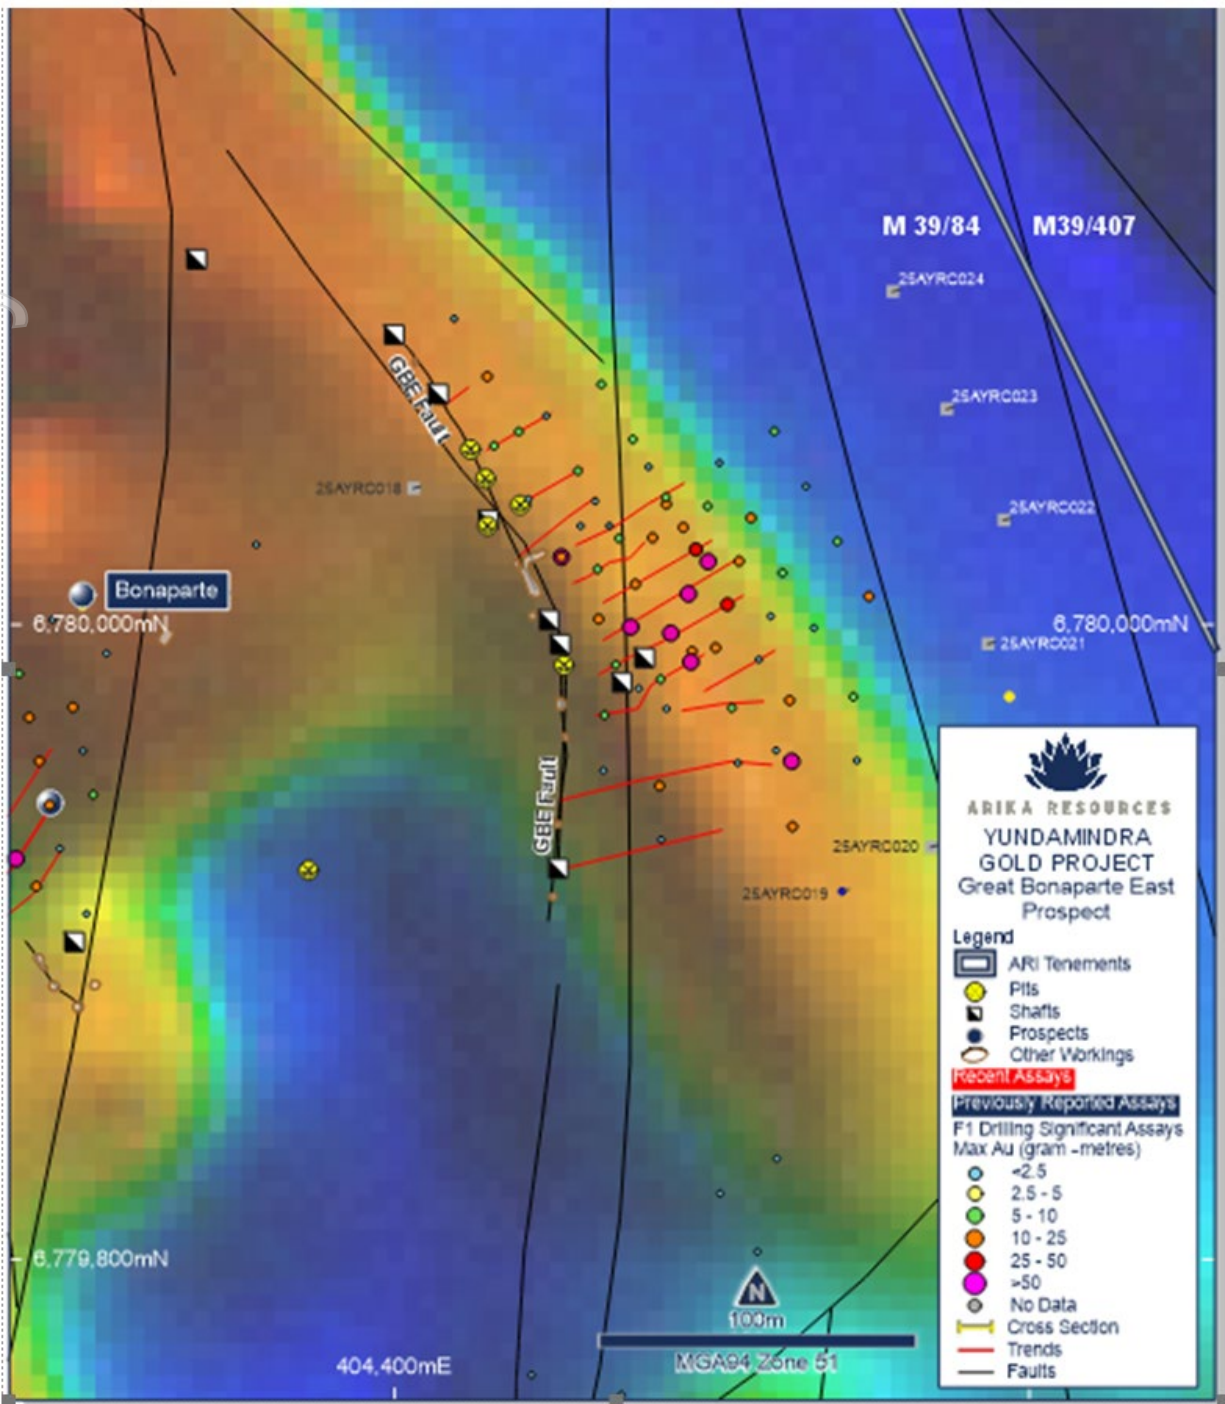 M 39/84
M39/407
25AYRC024
GBE Fault
25AYRC023
25AYRC018
25AYRC022
Bonaparte
6,780,000mN
6,780,000mN
25AYRC021
GBE Fault
25AYRC020
25AYRC019
ARIKA RESOURCES
YUNDAMINDRA
GOLD PROJECT
Great Bonaparte East
Prospect
Legend
ARI Tenements
Pits
Shafts
Prospects
Other Workings
Recent Assays
Previously Reported Assays
F1 Drilling Significant Assays
Max Au (gram -metres)
<2.5
2.5 - 5
5 - 10
10 - 25
25 - 50
>50
No Data
Cross Section
Trends
Faults
6,779,800mN
N
100m
MGA94 Zone 51
404,400mE